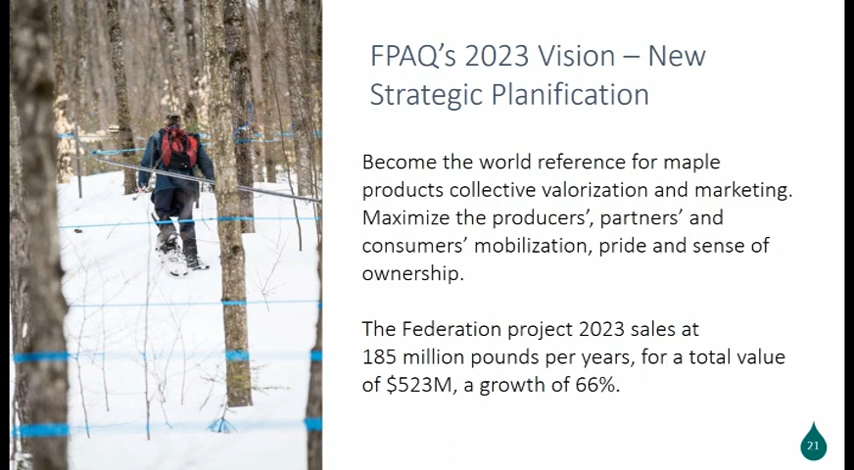 FPAQ’s 2023 Vision – New
Strategic Planification
Become the world reference for maple
products collective valorization and marketing.
Maximize the producers’, partners’ and
consumers’ mobilization, pride and sense of
ownership.
The Federation project 2023 sales at
185 million pounds per years, for a total value
of $523M, a growth of 66%.
21